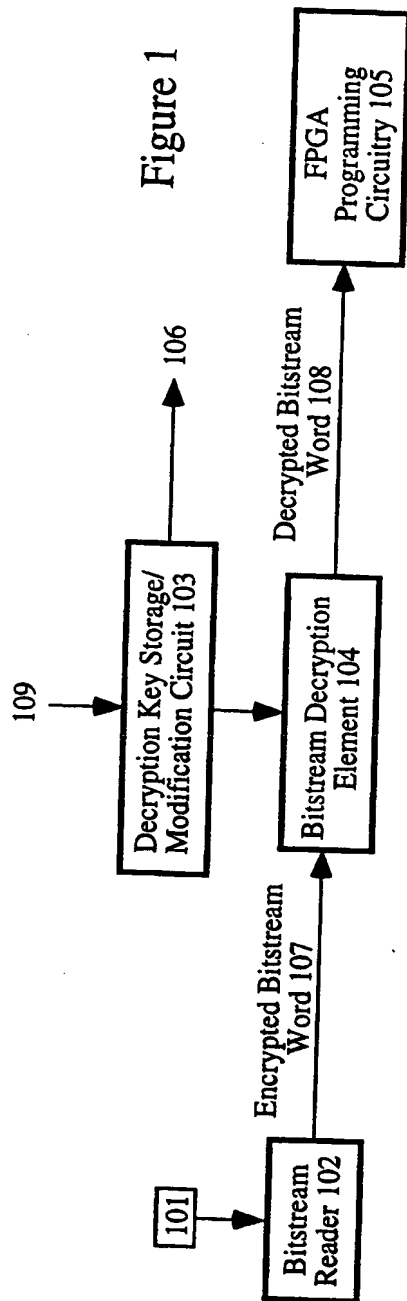 Figure 1
109
Decryption Key Storage/
Modification Circuit 103
106
101
Bitstream
Reader 102
Encrypted Bitstream
Word 107
Bitstream Decryption
Element 104
Decrypted Bitstream
Word 108
FPGA
Programming
Circuitry 105